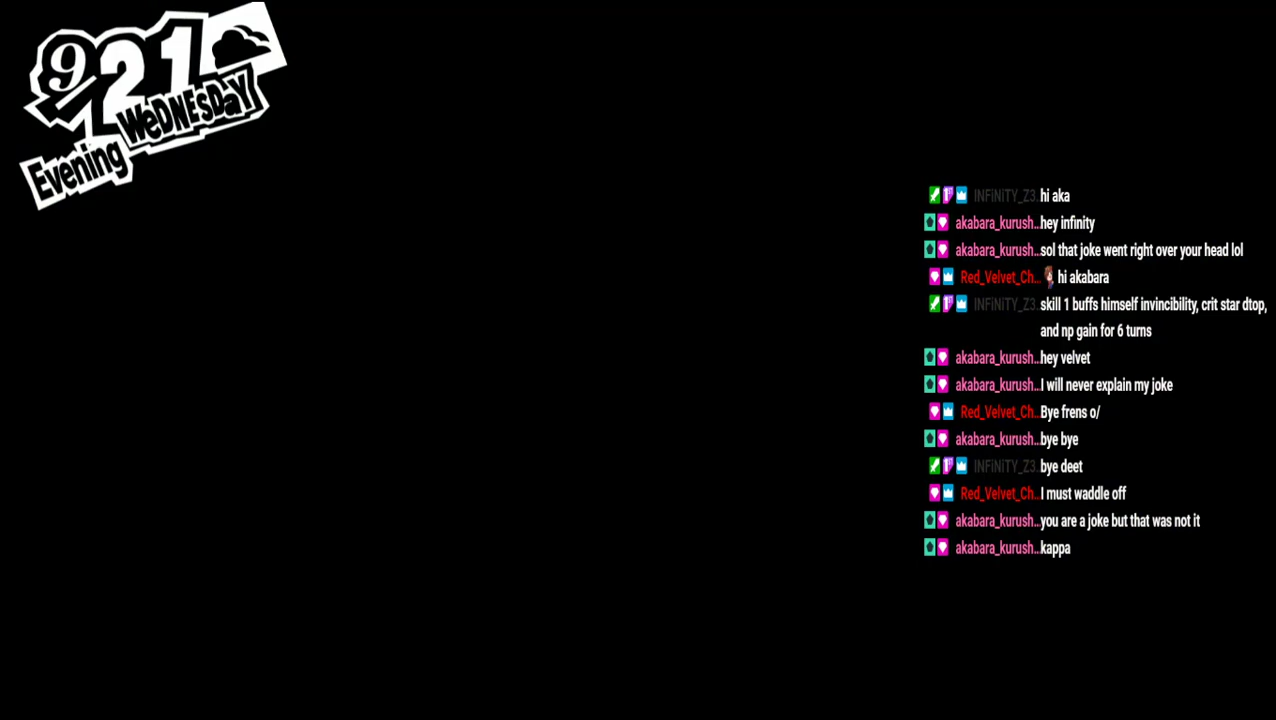 9/21
WeDNESDaY
Evening
INFiNiTY_Z3. hi aka
akabara_kurush... hey infinity
akabara_kurush... sol that joke went right over your head lol
Red_Velvet_Ch... hi akabara
INFiNiTY_Z3. skill 1 buffs himself invincibility, crit star dtop,
and np gain for 6 turns
akabara_kurush... hey velvet
akabara_kurush... I will never explain my joke
Red_Velvet_Ch... Bye frens o/
akabara_kurush... bye bye
INFiNiTY_Z3. bye deet
Red_Velvet_Ch... I must waddle off
akabara_kurush... you are a joke but that was not it
akabara_kurush... kappa